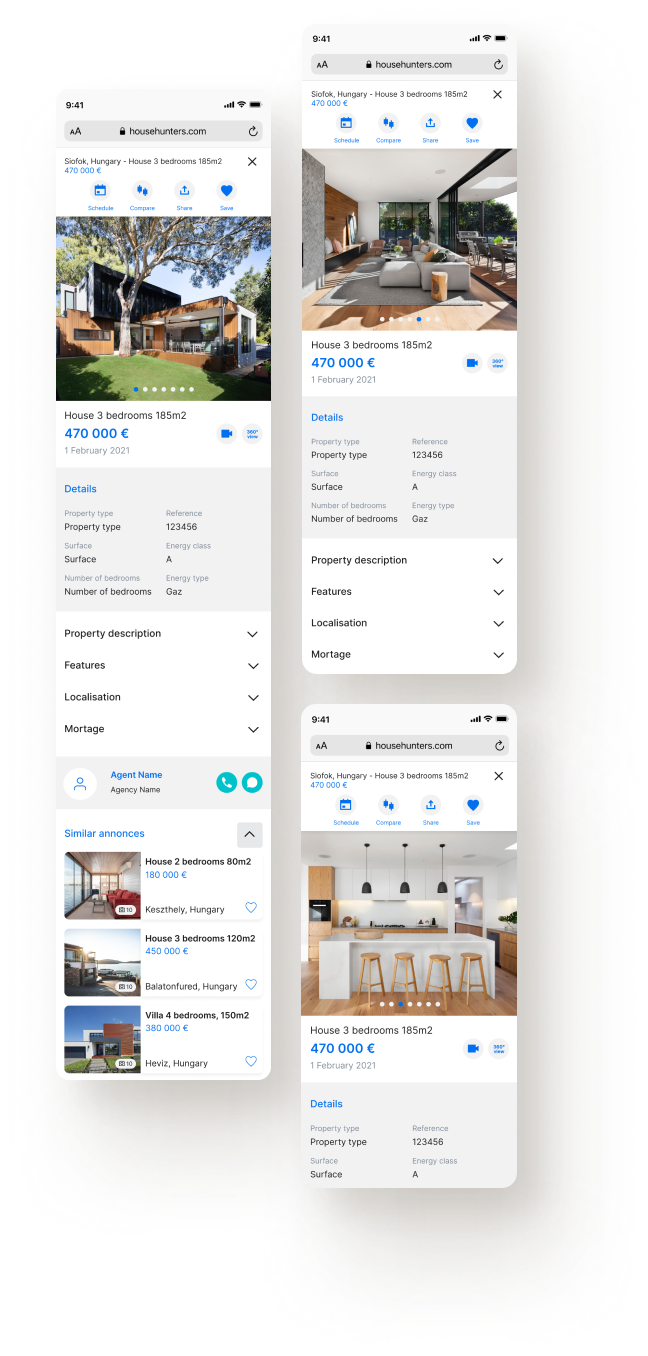 9:41
AA househunters.com
Siofok, Hungary - House 3 bedrooms 185m2
470 000 €
Schedule Compare Share Save
House 3 bedrooms 185m2
470 000 €
360° view
1 February 2021
Details
Property type Reference
Property type 123456
Surface Energy class
Surface A
Number of bedrooms Energy type
Number of bedrooms Gaz
Property description
Features
Localisation
Mortage
Agent Name
Agency Name
Similar annonces
House 2 bedrooms 80m2
180 000 €
10 Keszthely, Hungary
House 3 bedrooms 120m2
450 000 €
10 Balatonfured, Hungary
Villa 4 bedrooms, 150m2
380 000 €
10 Heviz, Hungary
9:41
AA househunters.com
Siofok, Hungary - House 3 bedrooms 185m2
470 000 €
Schedule Compare Share Save
House 3 bedrooms 185m2
470 000 €
360° view
1 February 2021
Details
Property type Reference
Property type 123456
Surface Energy class
Surface A
Number of bedrooms Energy type
Number of bedrooms Gaz
Property description
Features
Localisation
Mortage
9:41
AA househunters.com
Siofok, Hungary - House 3 bedrooms 185m2
470 000 €
Schedule Compare Share Save
House 3 bedrooms 185m2
470 000 €
360° view
1 February 2021
Details
Property type Reference
Property type 123456
Surface Energy class
Surface A